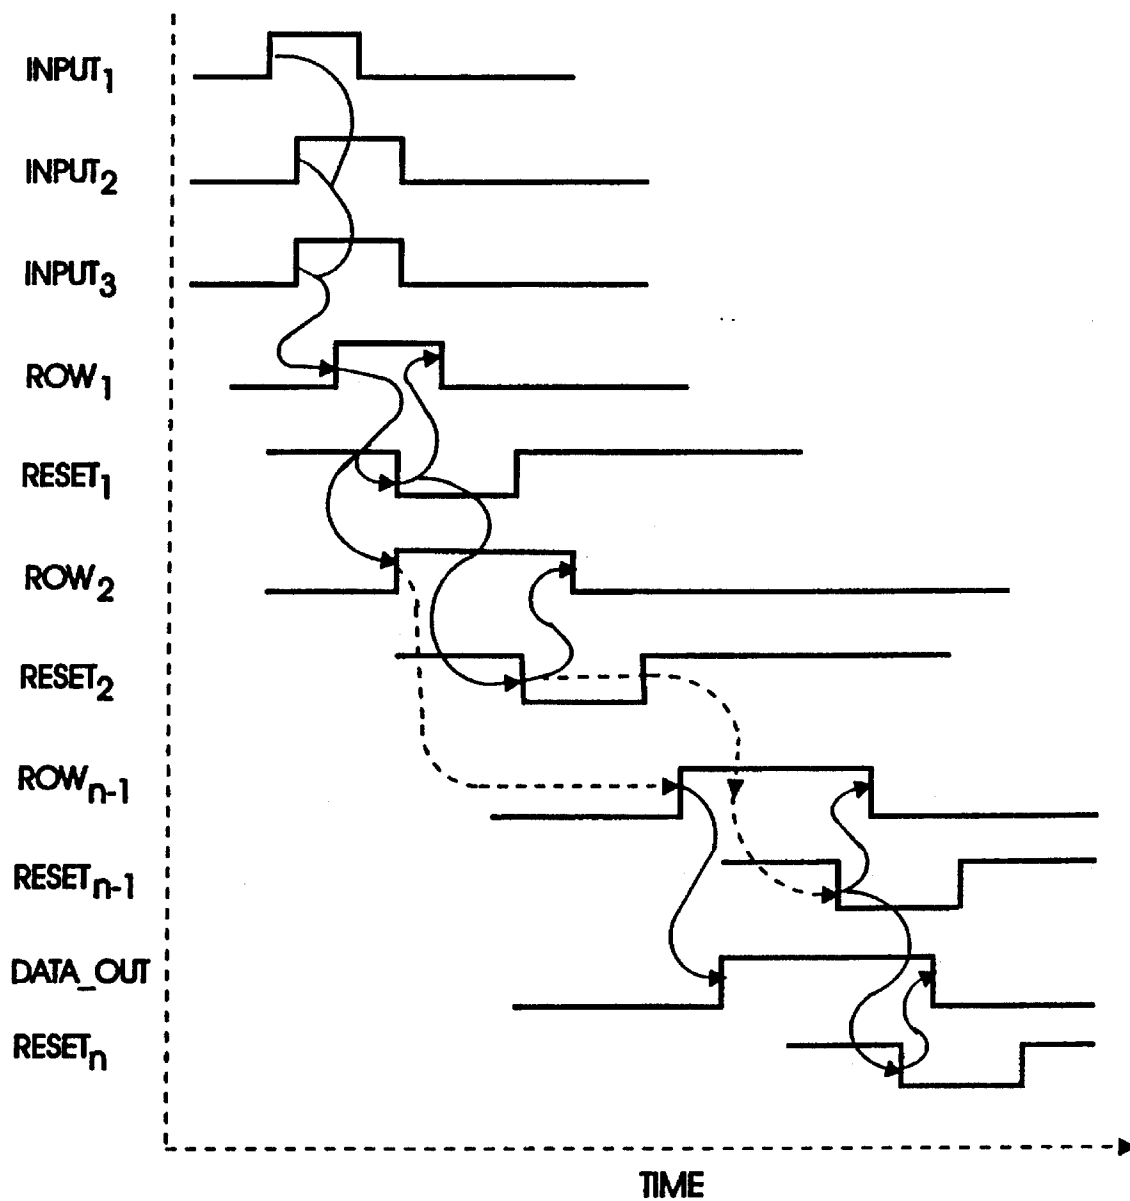 INPUT1
INPUT2
INPUT3
ROW1
RESET1
ROW2
RESET2
ROWn-1
RESETn-1
DATA_OUT
RESETn
TIME